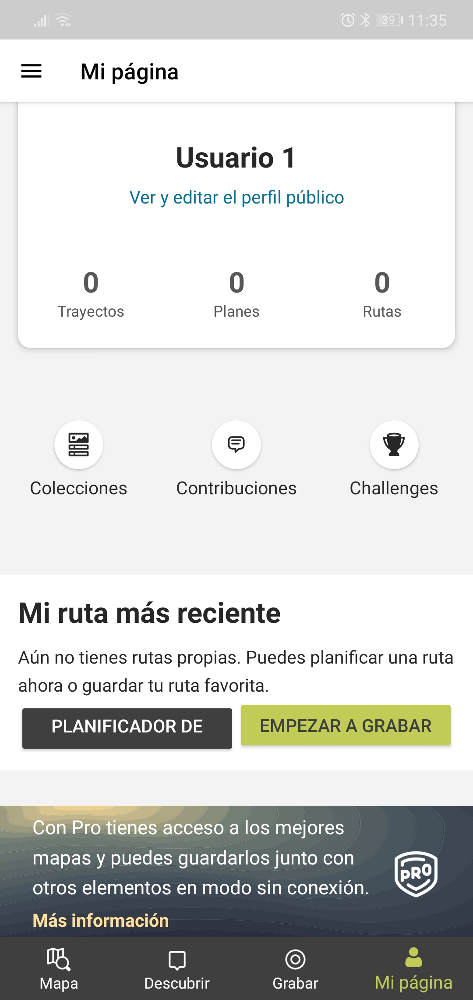 39 11:35
Mi página
Usuario 1
Ver y editar el perfil público
0 0 0
Trayectos Planes Rutas
Colecciones Contribuciones Challenges
Mi ruta más reciente
Aún no tienes rutas propias. Puedes planificar una ruta
ahora o guardar tu ruta favorita.
PLANIFICADOR DE EMPEZAR A GRABAR
Con Pro tienes acceso a los mejores
mapas y puedes guardarlos junto con
otros elementos en modo sin conexión.
PRO
Más información
Mapa Descubrir Grabar Mi página